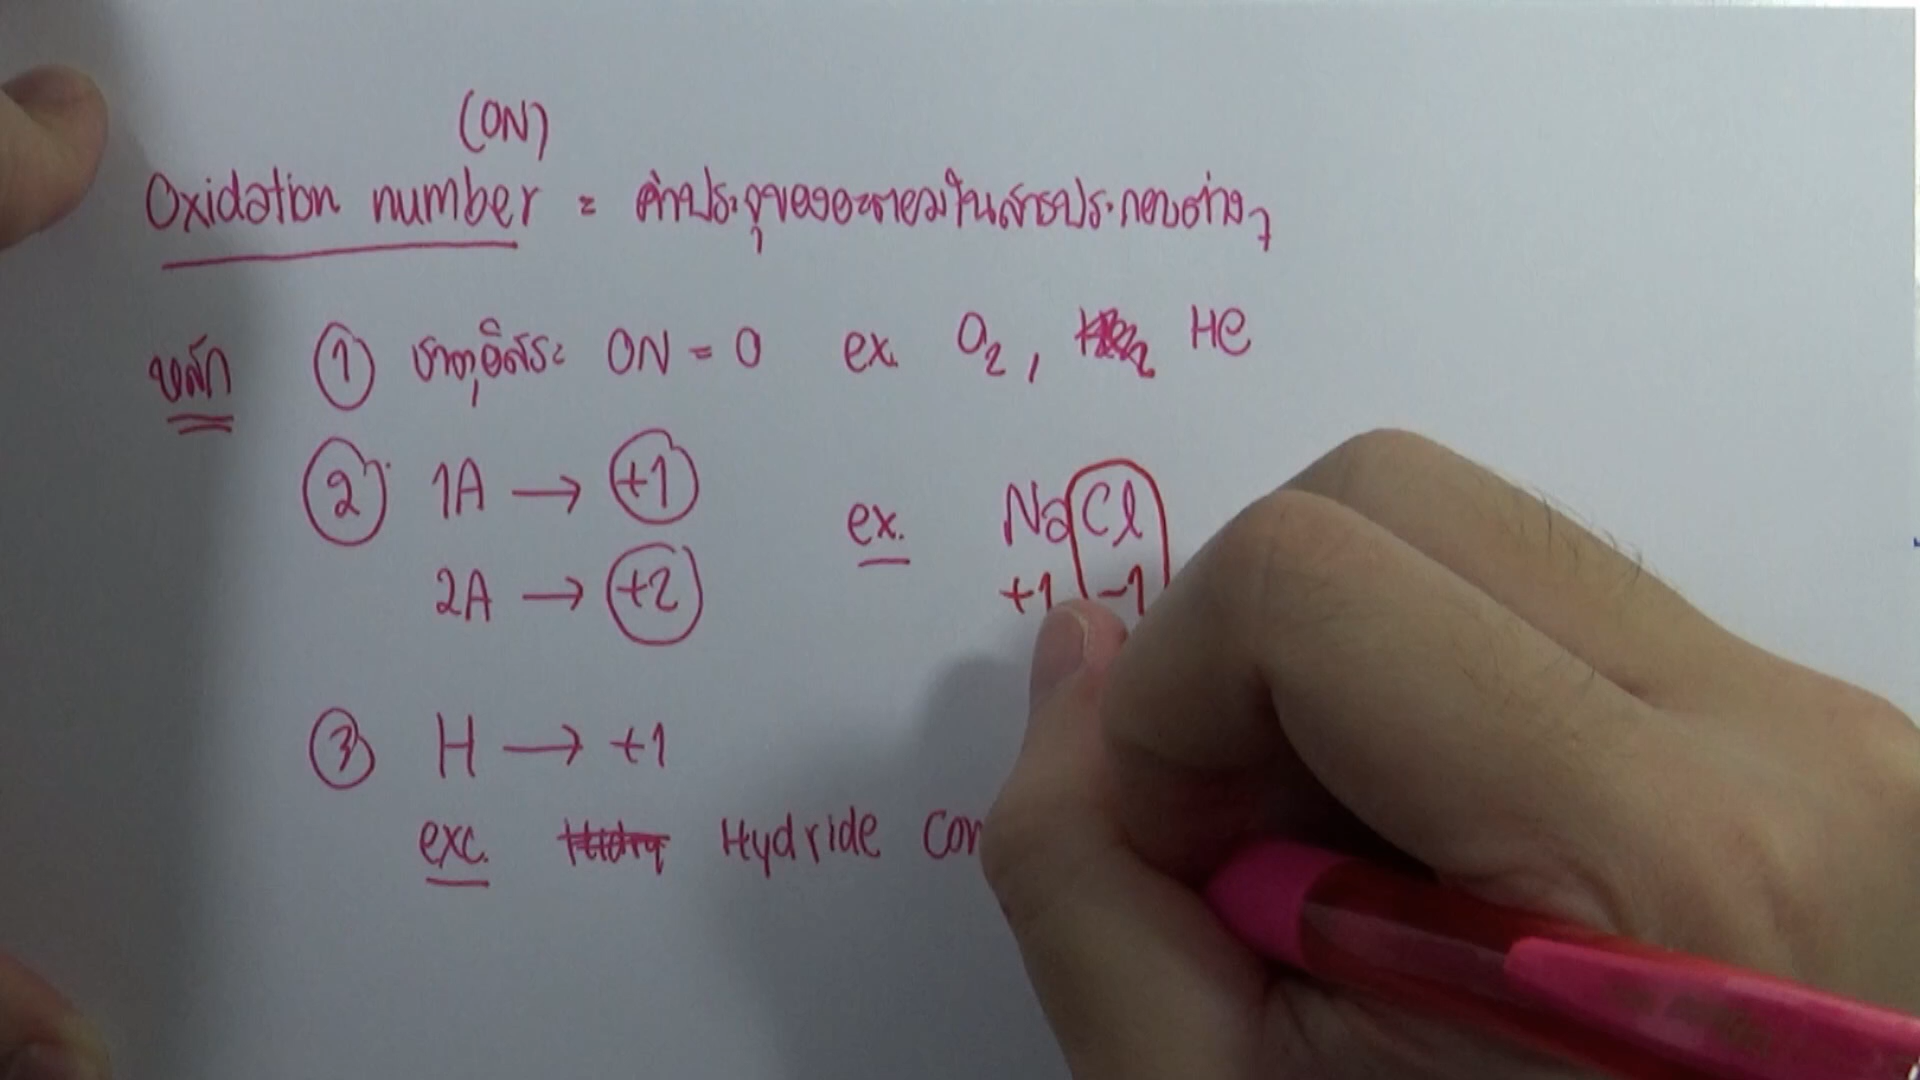 (ON)
Oxidation number = ค่าประจุของอะตอมในสารประกอบต่างๆ
หลัก ① ธาตุอิสระ ON = 0 ex. O₂, He
② 1A → +1
2A → +2
ex. NaCl
+1 -1
③ H → +1
exc. Hydride